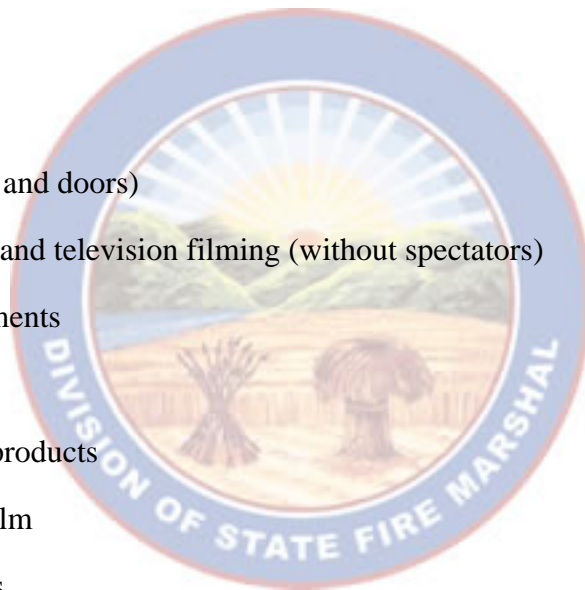 and doors)
and television filming (without spectators)
nents
products
lm
DIVISION OF STATE FIRE MARSHAL